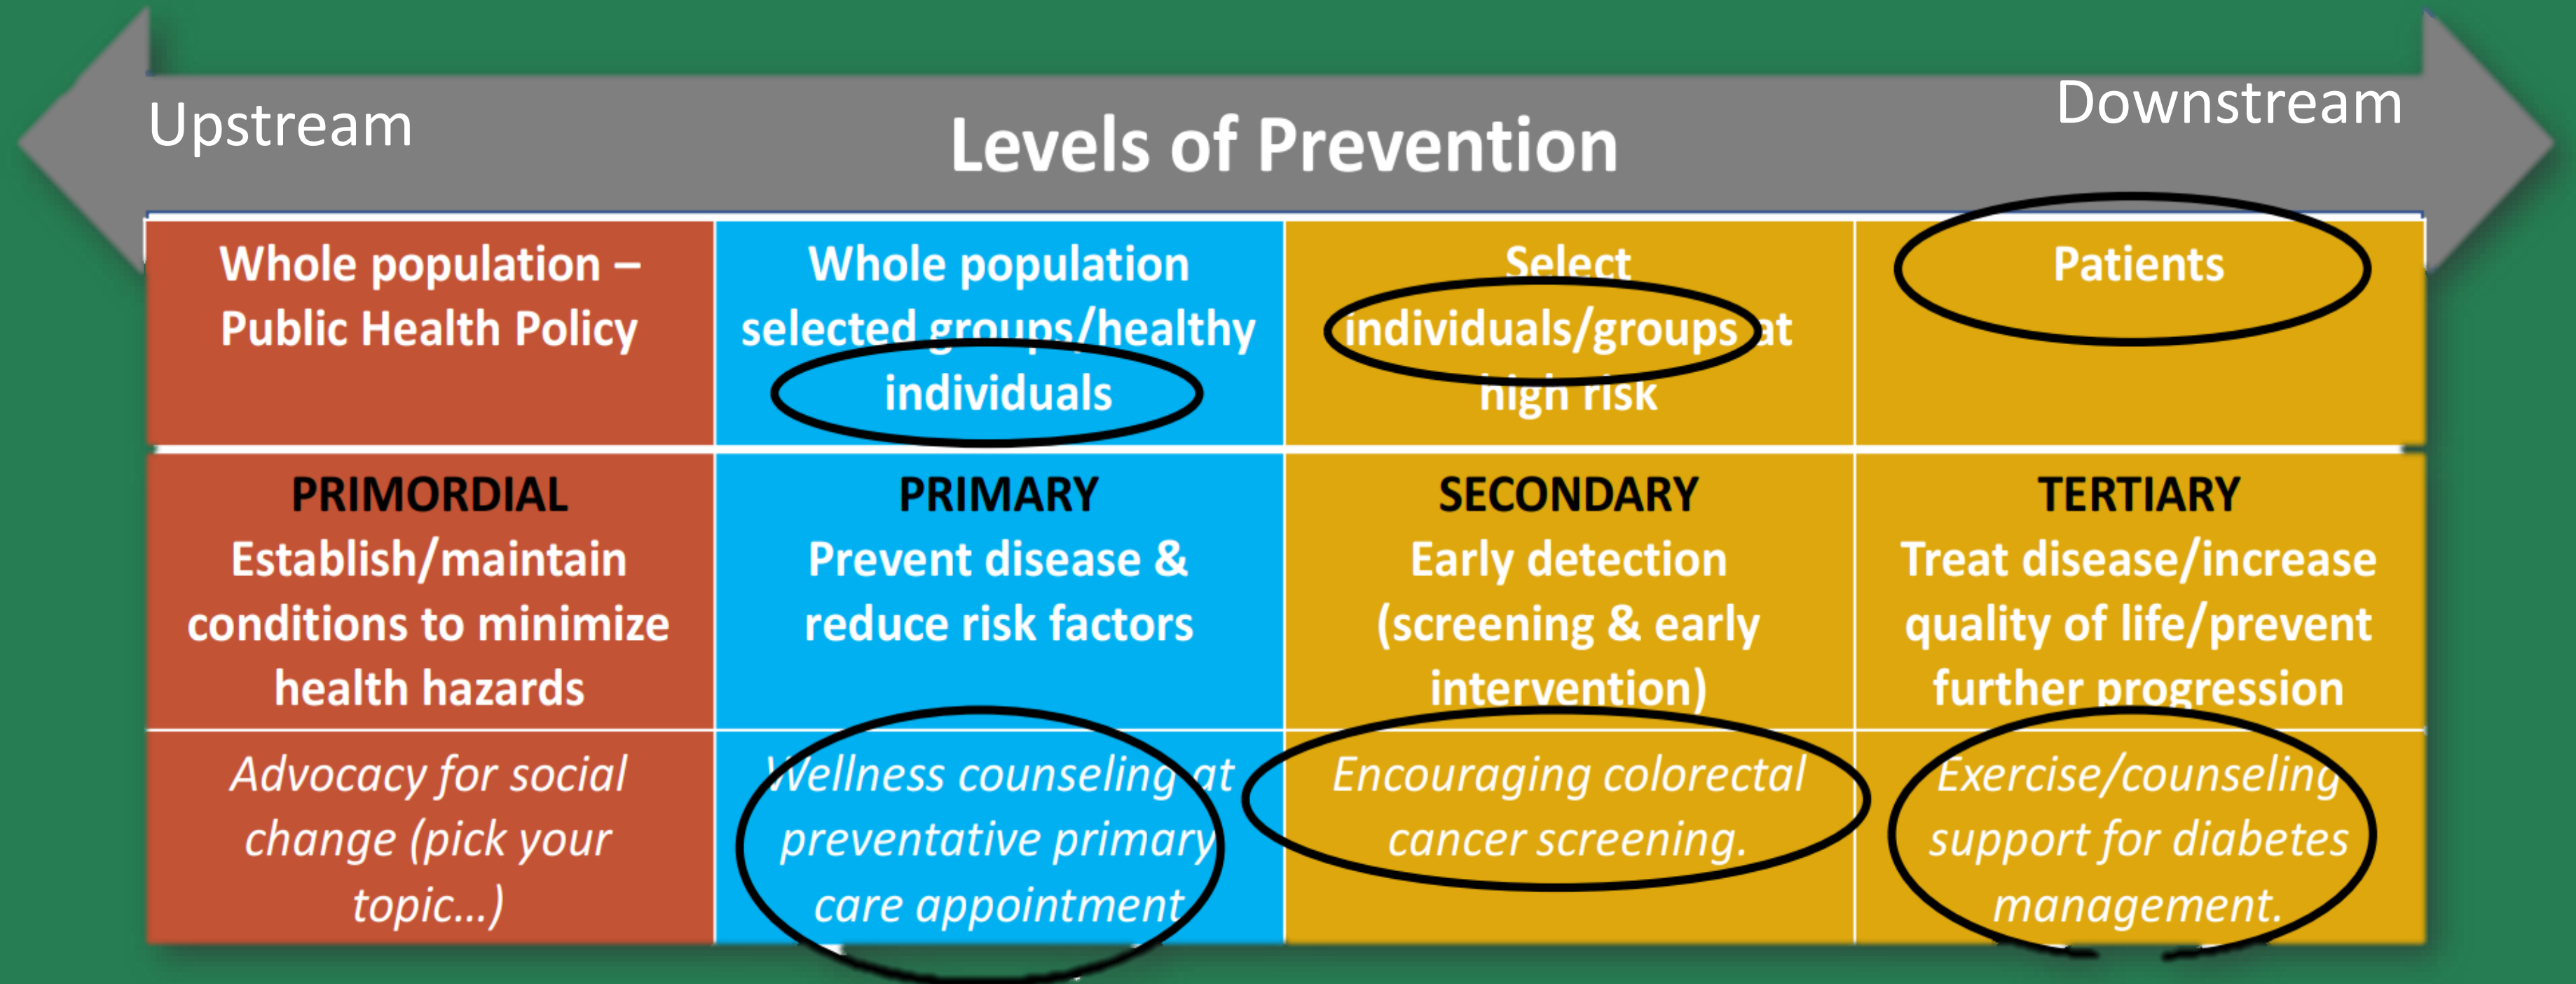 Upstream
Downstream
Levels of Prevention
Whole population –
Public Health Policy
Whole population
selected groups/healthy
individuals
Select
individuals/groups at
high risk
Patients
PRIMORDIAL
Establish/maintain
conditions to minimize
health hazards
PRIMARY
Prevent disease &
reduce risk factors
SECONDARY
Early detection
(screening & early
intervention)
TERTIARY
Treat disease/increase
quality of life/prevent
further progression
Advocacy for social
change (pick your
topic...)
Wellness counseling at
preventative primary
care appointment
Encouraging colorectal
cancer screening.
Exercise/counseling
support for diabetes
management.